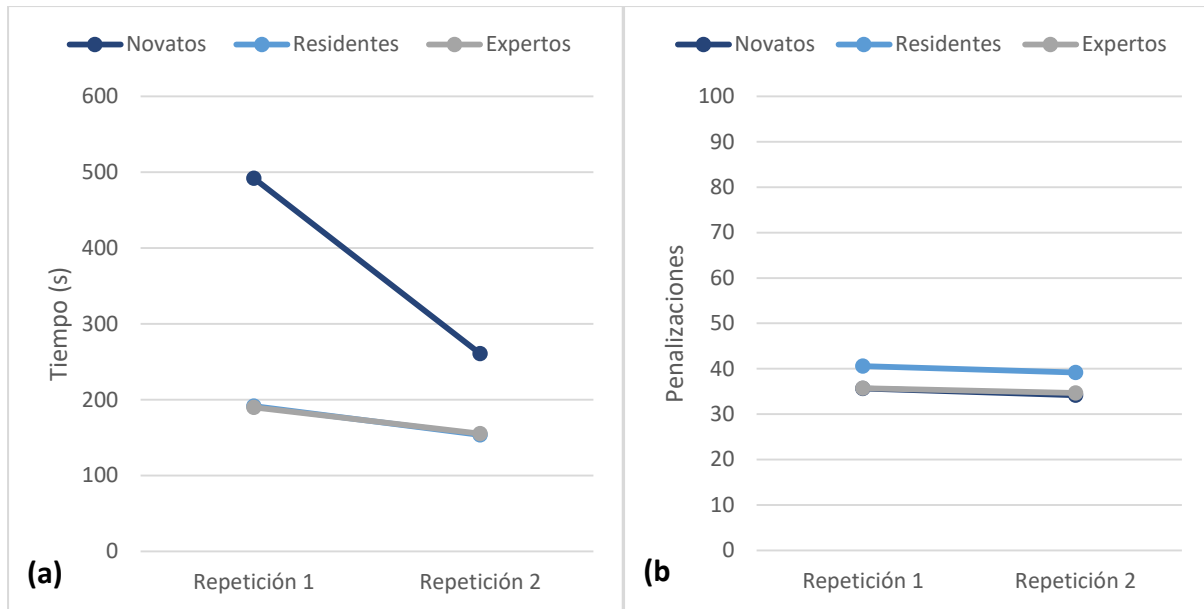 Novatos Residentes Expertos
600
500
400
300
200
100
0
Tiempo (s)
Repetición 1 Repetición 2
(a)
Novatos Residentes Expertos
100
90
80
70
60
50
40
30
20
10
0
Penalizaciones
Repetición 1 Repetición 2
(b